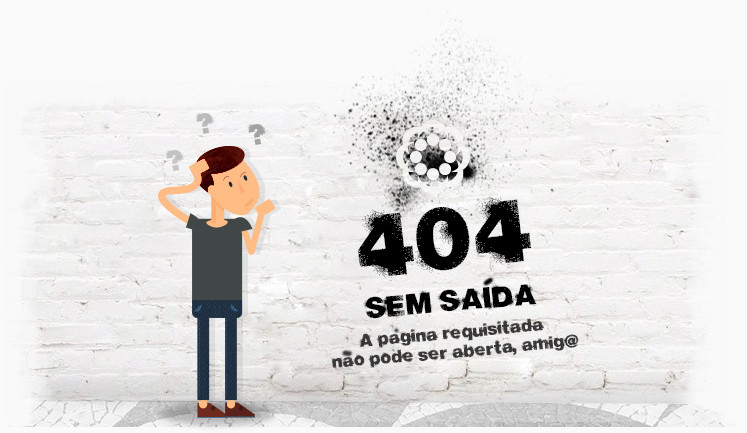 ? ? ?
404
SEM SAÍDA
A página requisitada
não pode ser aberta, amig@